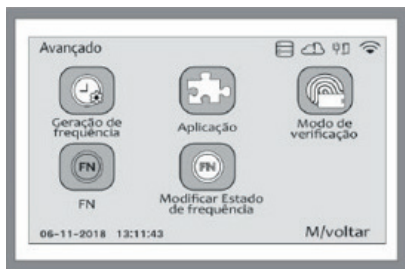 Avançado
Geração de
frequência
Aplicação
Modo de
verificação
FN
FN
FN
Modificar Estado
de frequência
06-11-2018 13:11:43
M/voltar